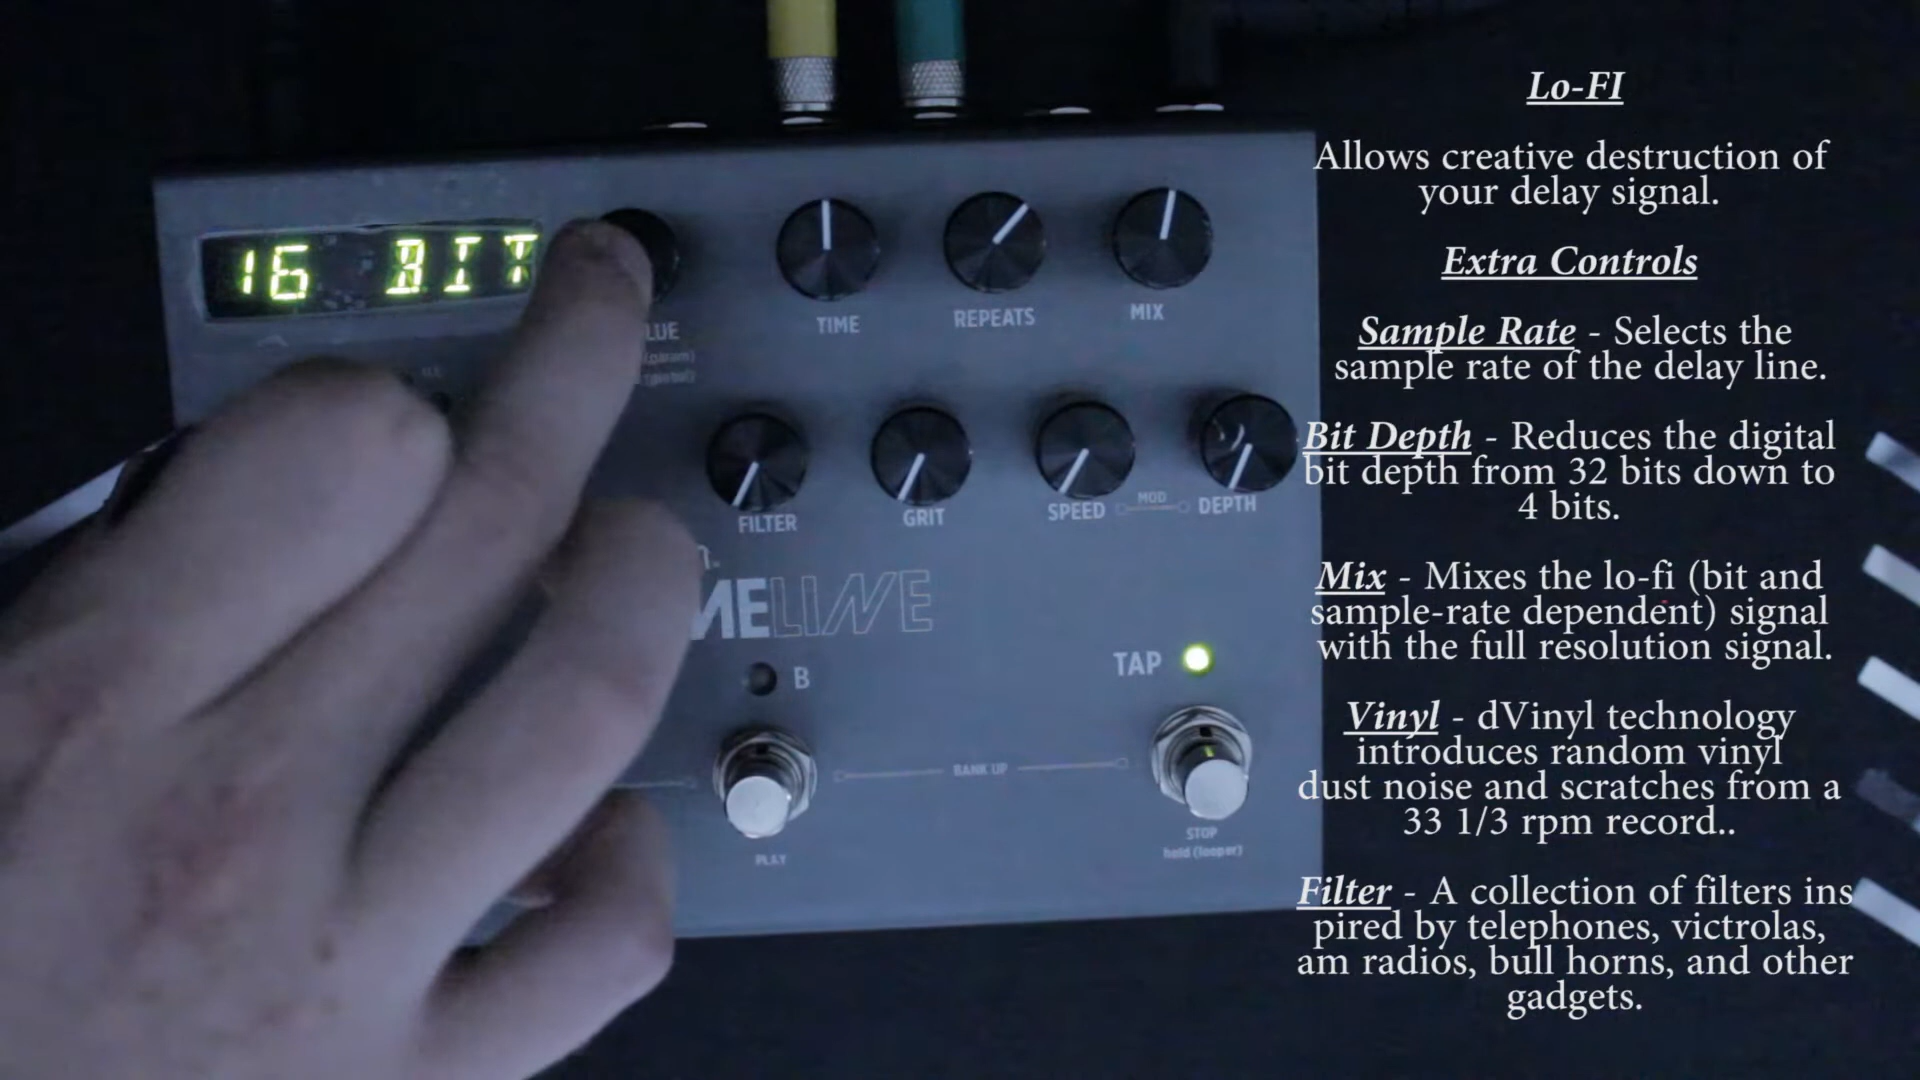 Lo-FI
Allows creative destruction of
your delay signal.
Extra Controls
Sample Rate - Selects the
sample rate of the delay line.
Bit Depth - Reduces the digital
bit depth from 32 bits down to
4 bits.
Mix - Mixes the lo-fi (bit and
sample-rate dependent) signal
with the full resolution signal.
Vinyl - dVinyl technology
introduces random vinyl
dust noise and scratches from a
33 1/3 rpm record..
Filter - A collection of filters ins
pired by telephones, victrolas,
am radios, bull horns, and other
gadgets.
16 BIT
LUE
TIME
REPEATS
MIX
FILTER
GRIT
SPEED
MOD
DEPTH
MELINE
B
TAP
BANK UP
PLAY
STOP
hold (looper)